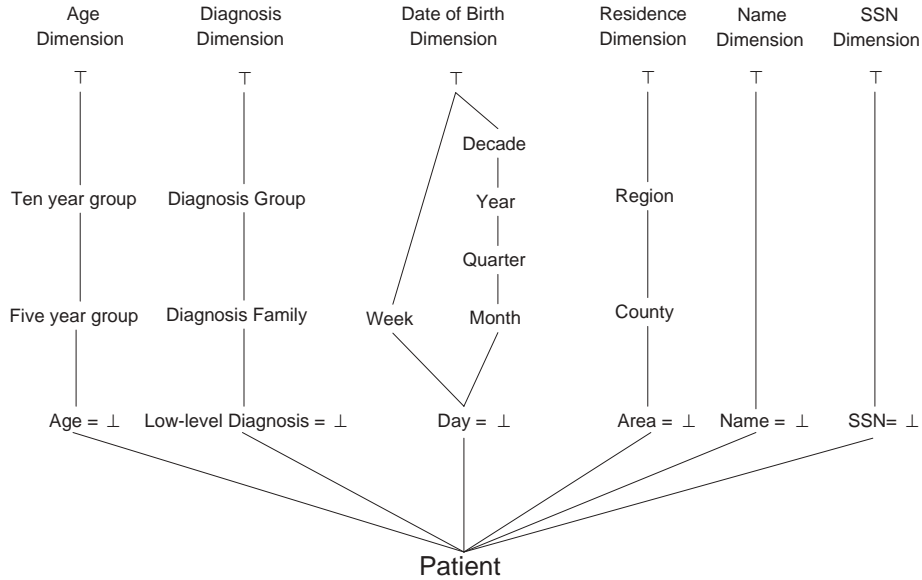 Age Dimension
Diagnosis Dimension
Date of Birth Dimension
Residence Dimension
Name Dimension
SSN Dimension
⊤ ⊤ ⊤ ⊤ ⊤ ⊤
Decade
Ten year group Diagnosis Group Year Region
Quarter
Five year group Diagnosis Family Week Month County
Age = ⊥ Low-level Diagnosis = ⊥ Day = ⊥ Area = ⊥ Name = ⊥ SSN= ⊥
Patient